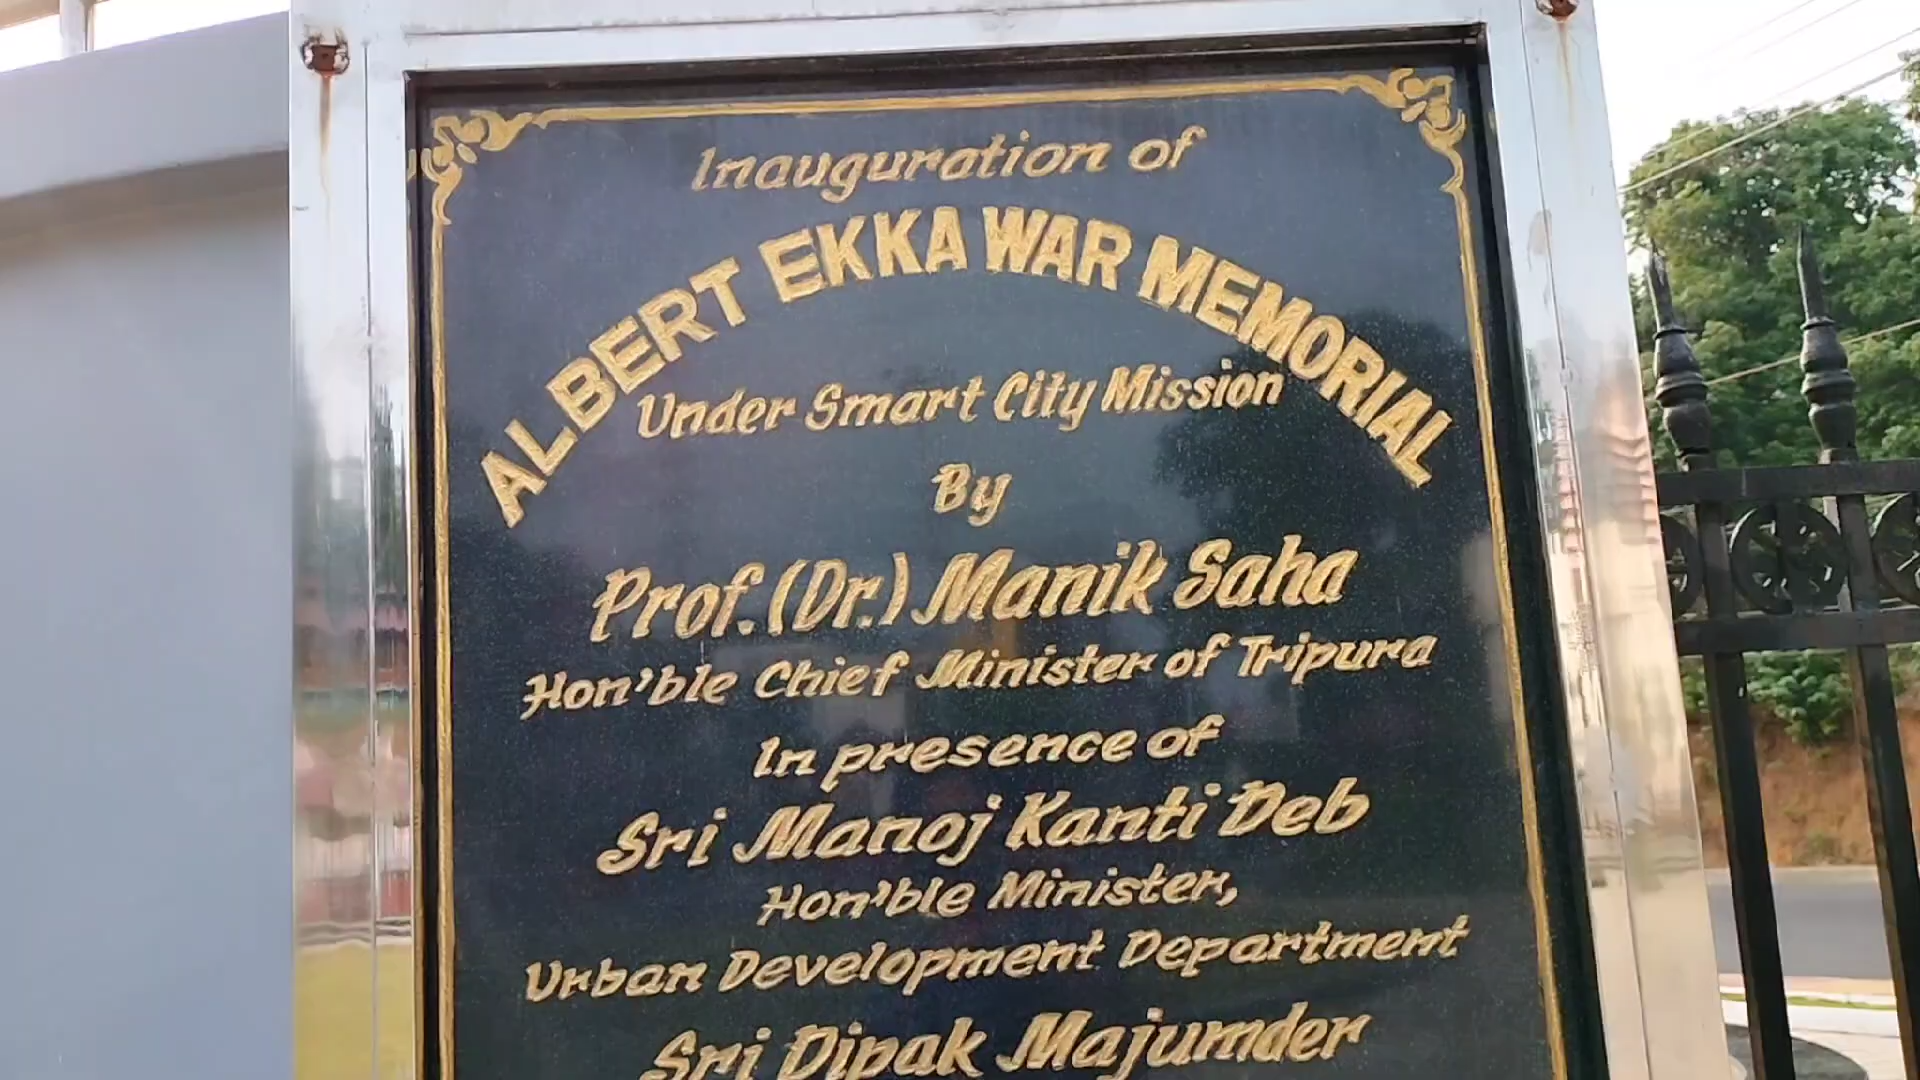 Inauguration of
ALBERT EKKA WAR MEMORIAL
Under Smart City Mission
By
Prof. (Dr.) Manik Saha
Hon'ble Chief Minister of Tripura
In presence of
Sri Manoj Kanti Deb
Hon'ble Minister,
Urban Development Department
Sri Dipak Majumder